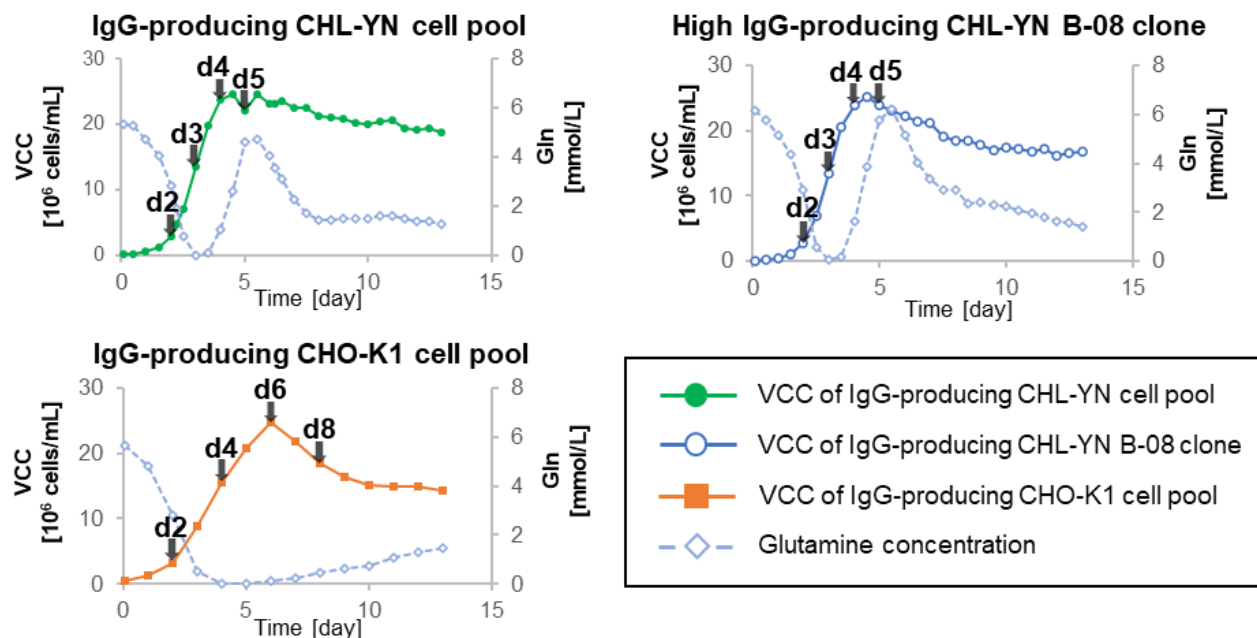 IgG-producing CHL-YN cell pool
30
20
10
0
8
6
4
2
0
0
5
10
15
VCC
[10⁶ cells/mL]
Gln
[mmol/L]
Time [day]
d2
d3
d4
d5
High IgG-producing CHL-YN B-08 clone
30
20
10
0
8
6
4
2
0
0
5
10
15
VCC
[10⁶ cells/mL]
Gln
[mmol/L]
Time [day]
d2
d3
d4
d5
IgG-producing CHO-K1 cell pool
30
20
10
0
8
6
4
2
0
0
5
10
15
VCC
[10⁶ cells/mL]
Gln
[mmol/L]
Time [day]
d2
d4
d6
d8
VCC of IgG-producing CHL-YN cell pool
VCC of IgG-producing CHL-YN B-08 clone
VCC of IgG-producing CHO-K1 cell pool
Glutamine concentration